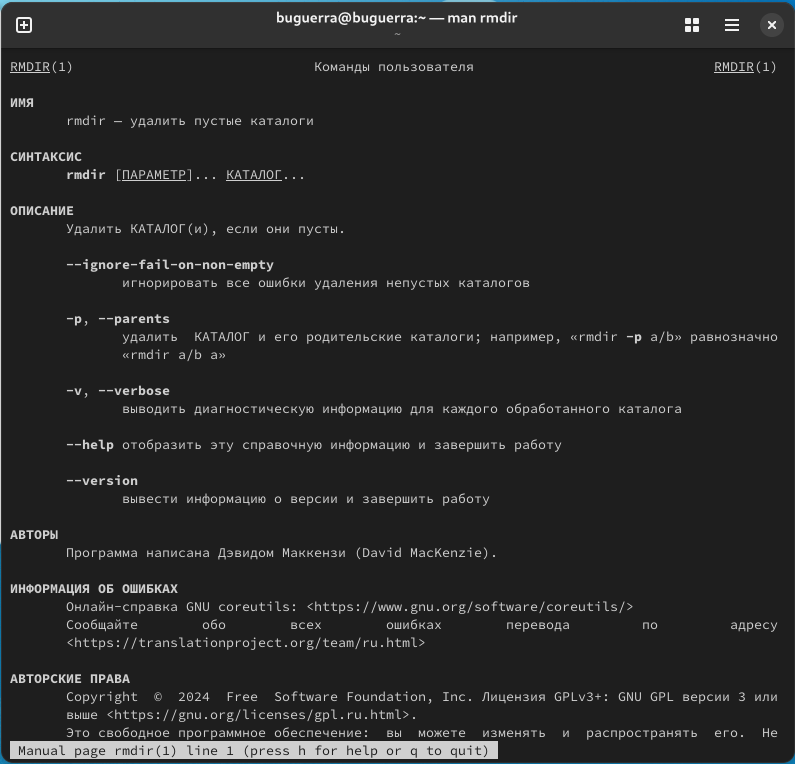 buguerra@buguerra:~ — man rmdir
~
RMDIR(1) Команды пользователя RMDIR(1)
ИМЯ
rmdir — удалить пустые каталоги
СИНТАКСИС
rmdir [ПАРАМЕТР]... КАТАЛОГ...
ОПИСАНИЕ
Удалить КАТАЛОГ(и), если они пусты.
--ignore-fail-on-non-empty
игнорировать все ошибки удаления непустых каталогов
-p, --parents
удалить КАТАЛОГ и его родительские каталоги; например, «rmdir -p a/b» равнозначно
«rmdir a/b a»
-v, --verbose
выводить диагностическую информацию для каждого обработанного каталога
--help отобразить эту справочную информацию и завершить работу
--version
вывести информацию о версии и завершить работу
АВТОРЫ
Программа написана Дэвидом Маккензи (David MacKenzie).
ИНФОРМАЦИЯ ОБ ОШИБКАХ
Онлайн-справка GNU coreutils: <https://www.gnu.org/software/coreutils/>
Сообщайте обо всех ошибках перевода по адресу
<https://translationproject.org/team/ru.html>
АВТОРСКИЕ ПРАВА
Copyright © 2024 Free Software Foundation, Inc. Лицензия GPLv3+: GNU GPL версии 3 или
выше <https://gnu.org/licenses/gpl.ru.html>.
Это свободное программное обеспечение: вы можете изменять и распространять его. Не
Manual page rmdir(1) line 1 (press h for help or q to quit)